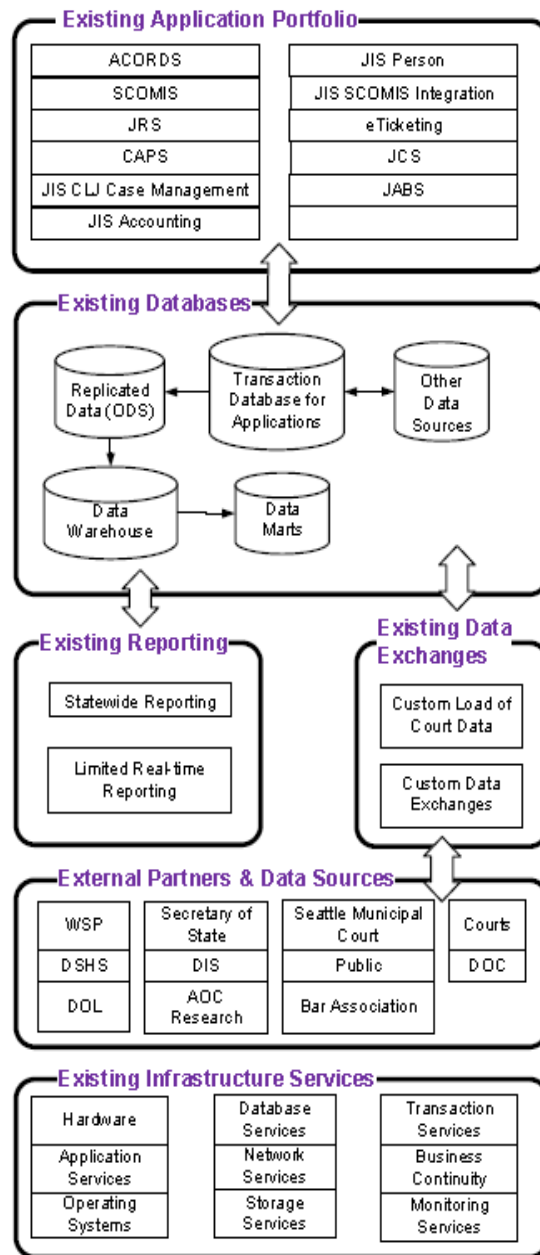 Existing Application Portfolio
ACORDS
SCOMIS
JRS
CAPS
JIS CLJ Case Management
JIS Accounting
JIS Person
JIS SCOMIS Integration
eTicketing
JCS
JABS
Existing Databases
Replicated
Data (ODS)
Transaction
Database for
Applications
Other
Data
Sources
Data
Warehouse
Data
Marts
Existing Reporting
Statewide Reporting
Limited Real-time
Reporting
Existing Data
Exchanges
Custom Load of
Court Data
Custom Data
Exchanges
External Partners & Data Sources
WSP
DSHS
DOL
Secretary of
State
DIS
AOC
Research
Seattle Municipal
Court
Public
Bar Association
Courts
DOC
Existing Infrastructure Services
Hardware
Application
Services
Operating
Systems
Database
Services
Network
Services
Storage
Services
Transaction
Services
Business
Continuity
Monitoring
Services